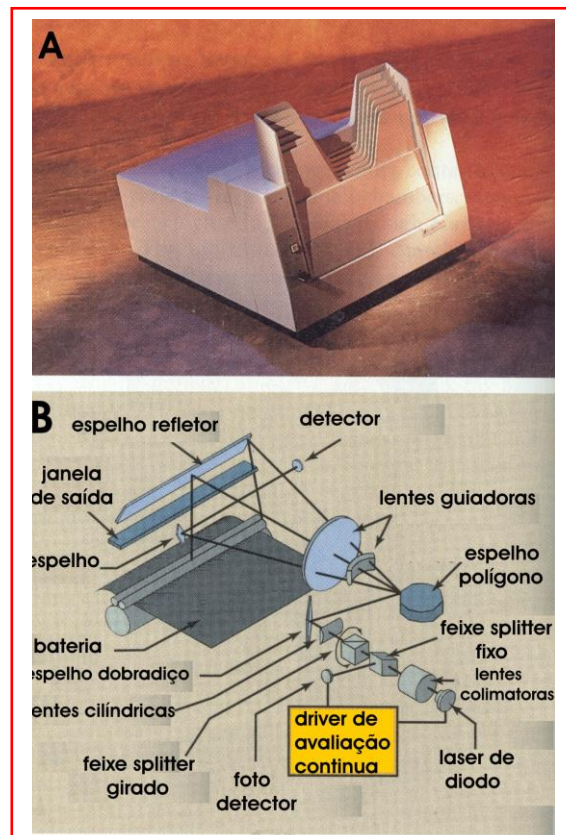 A
B
espelho refletor
detector
janela
de saída
lentes guiadoras
espelho
espelho
polígono
bateria
feixe splitter
fixo
espelho dobradiço
lentes
colimatoras
lentes cilíndricas
driver de
avaliação
continua
feixe splitter
girado
foto
detector
laser de
diodo